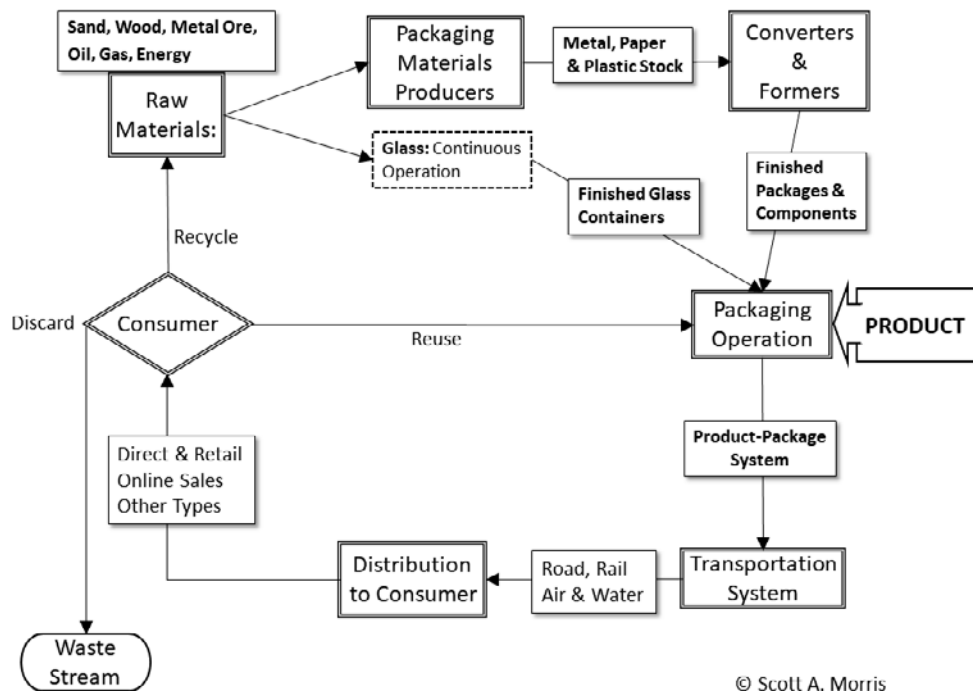 Sand, Wood, Metal Ore,
Oil, Gas, Energy
Raw
Materials:
Packaging
Materials
Producers
Metal, Paper
& Plastic Stock
Converters
&
Formers
Glass: Continuous
Operation
Finished Glass
Containers
Finished
Packages &
Components
Recycle
Discard
Consumer
Reuse
Packaging
Operation
PRODUCT
Product-Package
System
Direct & Retail
Online Sales
Other Types
Distribution
to Consumer
Road, Rail
Air & Water
Transportation
System
Waste
Stream
© Scott A. Morris